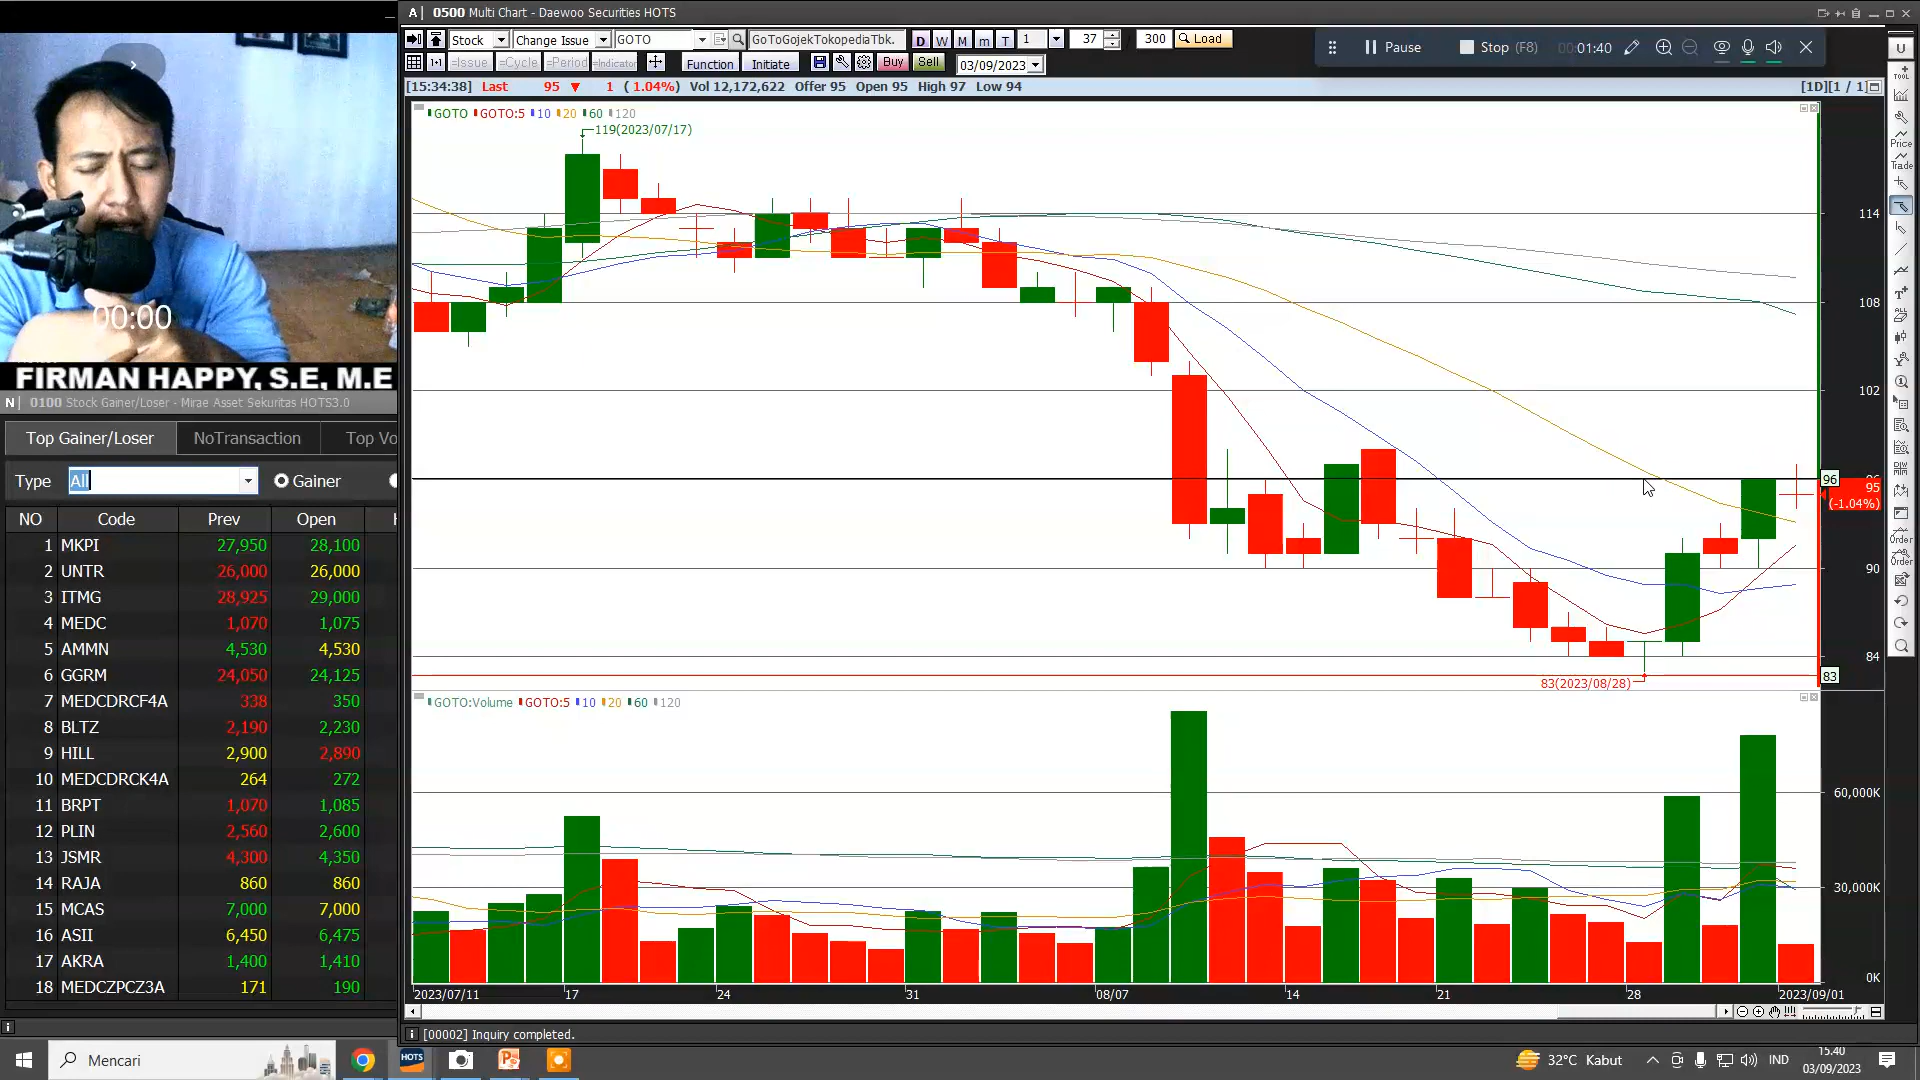 A| 0500 Multi Chart - Daewoo Securities HOTS
Stock Change Issue GOTO GoToGojekTokopediaTbk. D W M m T 1 37 / 300 Load
+Issue +Cycle +Period +Indicator Function Initiate Buy Sell 03/09/2023
Pause Stop (F8) 00:01:40
[15:34:38] Last 95 ▼ 1 ( 1.04%) Vol 12,172,622 Offer 95 Open 95 High 97 Low 94 [1D][1 / 1]
GOTO GOTO:5 10 20 60 120
119(2023/07/17)
114
108
102
96
95
(-1.04%)
90
84
83
83(2023/08/28)
GOTO:Volume GOTO:5 10 20 60 120
60,000K
30,000K
0K
2023/07/11 17 24 31 08/07 14 21 28 2023/09/01
[00002] Inquiry completed.
U
TOOL
Price
Trade
T
ALL
Order
Order
00:00
FIRMAN HAPPY, S.E, M.E
N| 0100 Stock Gainer/Loser - Mirae Asset Sekuritas HOTS3.0
Top Gainer/Loser NoTransaction Top Vo
Type All Gainer
NO Code Prev Open
1 MKPI 27,950 28,100
2 UNTR 26,000 26,000
3 ITMG 28,925 29,000
4 MEDC 1,070 1,075
5 AMMN 4,530 4,530
6 GGRM 24,050 24,125
7 MEDCDRCF4A 338 350
8 BLTZ 2,190 2,230
9 HILL 2,900 2,890
10 MEDCDRCK4A 264 272
11 BRPT 1,070 1,085
12 PLIN 2,560 2,600
13 JSMR 4,300 4,350
14 RAJA 860 860
15 MCAS 7,000 7,000
16 ASII 6,450 6,475
17 AKRA 1,400 1,410
18 MEDCZPCZ3A 171 190
Mencari
HOTS
32°C Kabut
IND
15.40
03/09/2023